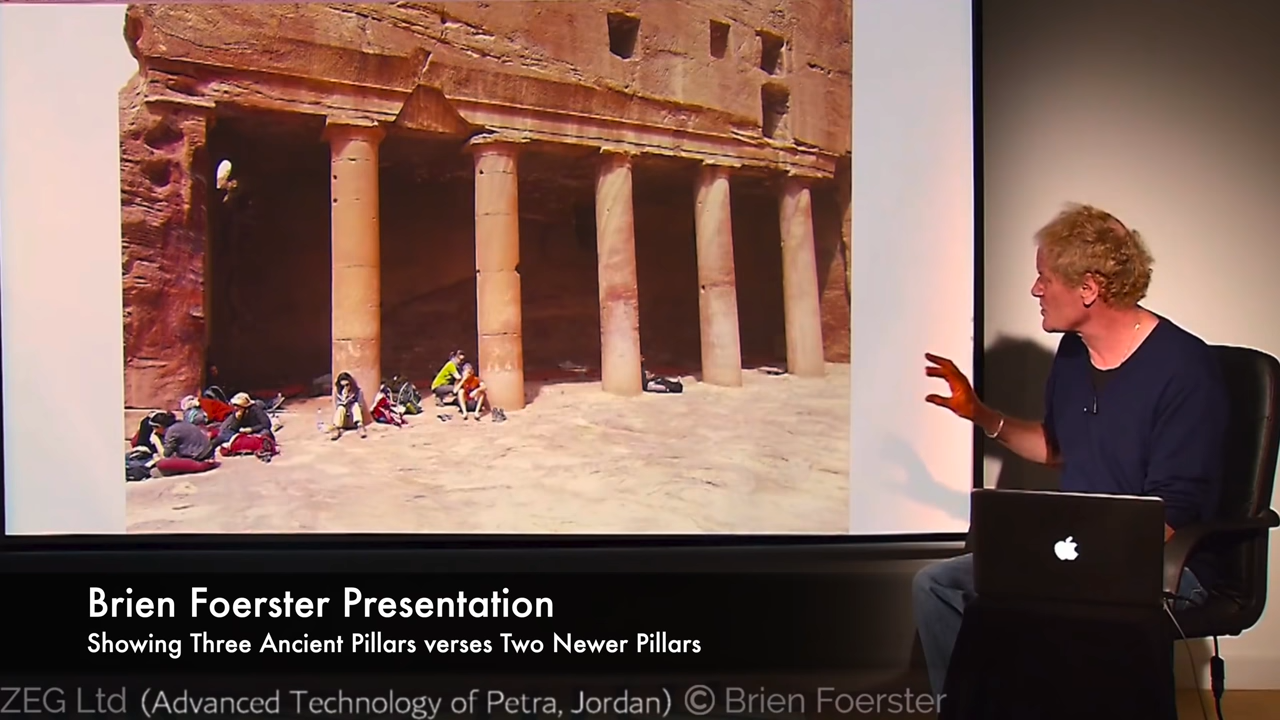 Brien Foerster Presentation
Showing Three Ancient Pillars verses Two Newer Pillars
ZEG Ltd (Advanced Technology of Petra, Jordan) © Brien Foerster